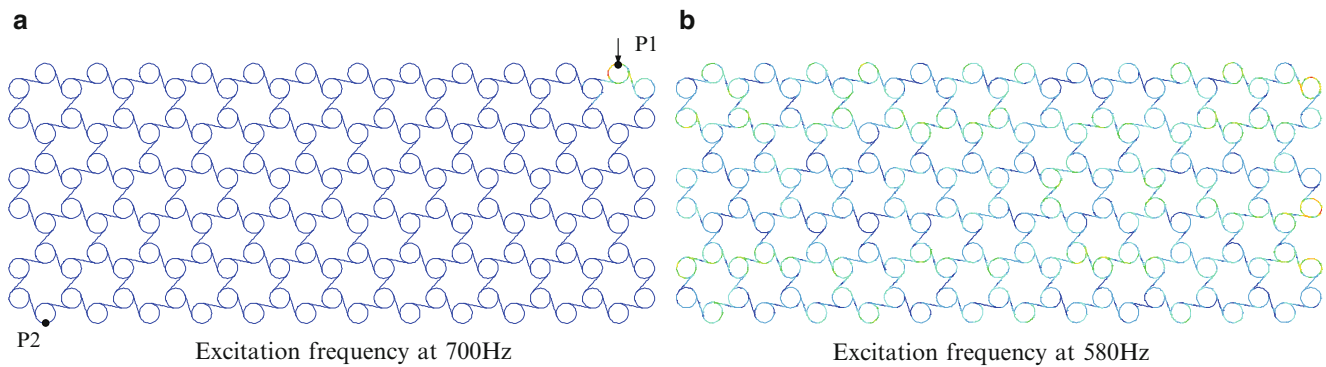 a
b
P1
P2
Excitation frequency at 700Hz
Excitation frequency at 580Hz